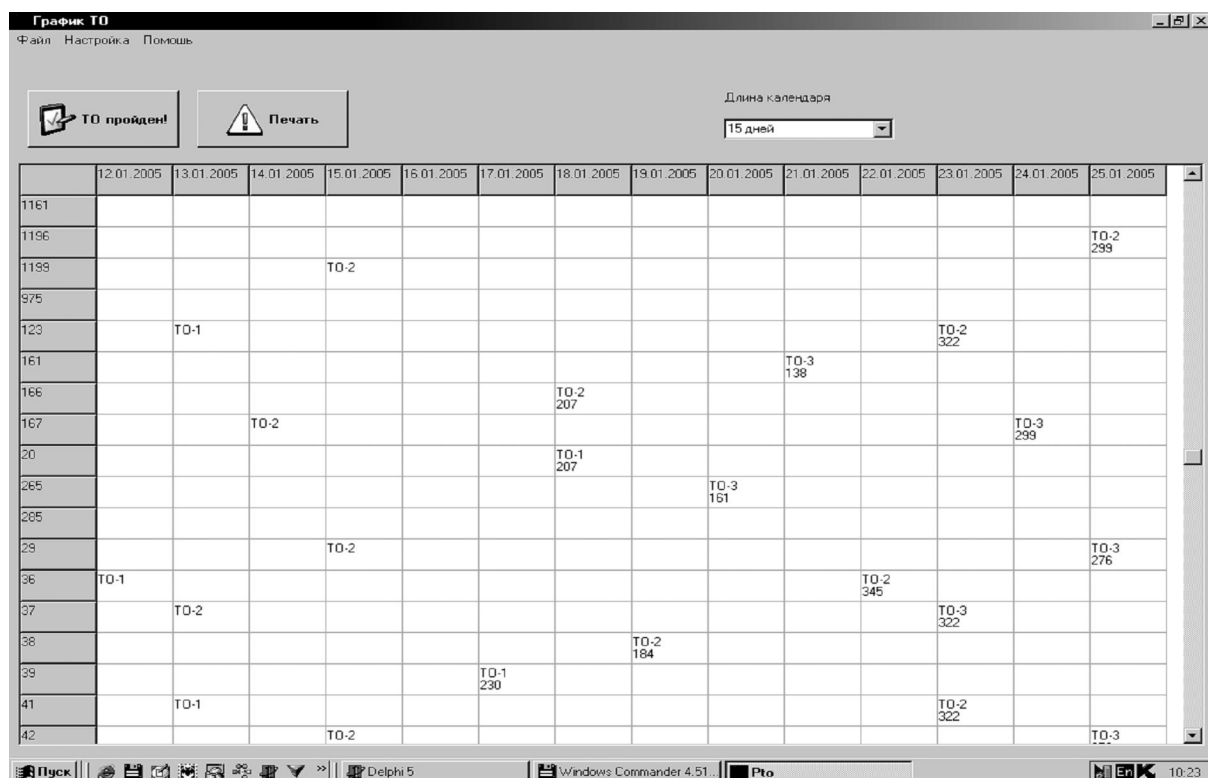 График ТО
Файл Настройка Помошь
Длина календаря
ТО пройден! Печать
15 дней
12.01.2005 13.01.2005 14.01.2005 15.01.2005 16.01.2005 17.01.2005 18.01.2005 19.01.2005 20.01.2005 21.01.2005 22.01.2005 23.01.2005 24.01.2005 25.01.2005
1161
1196 ТО-2
299
1199 ТО-2
975
123 ТО-1 ТО-2
322
161 ТО-3
138
166 ТО-2
207
167 ТО-2 ТО-3
299
20 ТО-1
207
265 ТО-3
161
285
29 ТО-2 ТО-3
276
36 ТО-1 ТО-2
345
37 ТО-2 ТО-3
322
38 ТО-2
184
39 ТО-1
230
41 ТО-1 ТО-2
322
42 ТО-2 ТО-3
Пуск » Delphi 5 Windows Commander 4.51... Pto En K 10:23